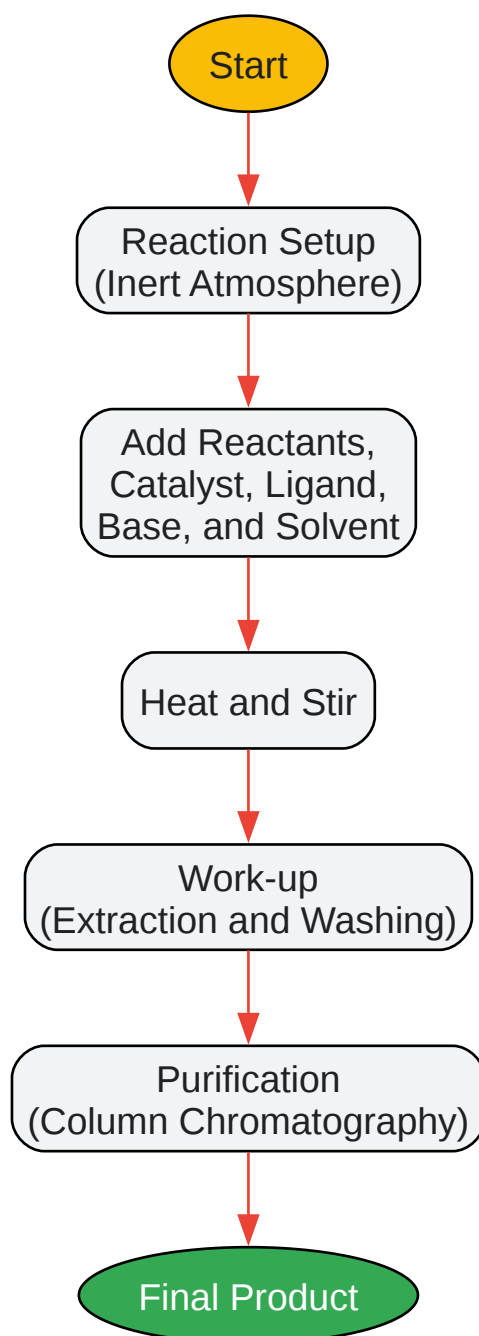 Start
Reaction Setup
(Inert Atmosphere)
Add Reactants,
Catalyst, Ligand,
Base, and Solvent
Heat and Stir
Work-up
(Extraction and Washing)
Purification
(Column Chromatography)
Final Product